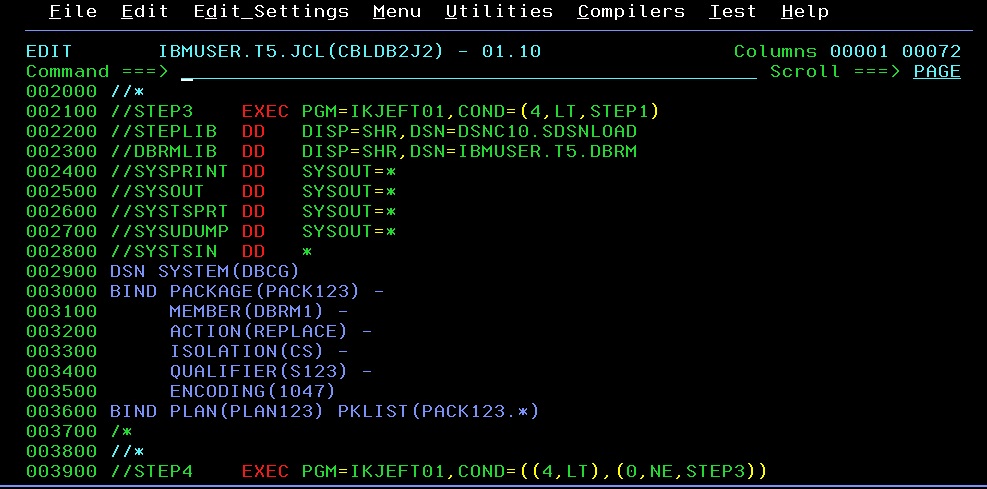 File Edit Edit_Settings Menu Utilities Compilers Test Help
EDIT IBMUSER.T5.JCL(CBLDB2J2) - 01.10 Columns 00001 00072
Command ===> Scroll ===> PAGE
002000 //*
002100 //STEP3 EXEC PGM=IKJEFT01,COND=(4,LT,STEP1)
002200 //STEPLIB DD DISP=SHR,DSN=DSNC10.SDSNLOAD
002300 //DBRMLIB DD DISP=SHR,DSN=IBMUSER.T5.DBRM
002400 //SYSPRINT DD SYSOUT=*
002500 //SYSOUT DD SYSOUT=*
002600 //SYSTSPRT DD SYSOUT=*
002700 //SYSUDUMP DD SYSOUT=*
002800 //SYSTSIN DD *
002900 DSN SYSTEM(DBCG)
003000 BIND PACKAGE(PACK123) -
003100 MEMBER(DBRM1) -
003200 ACTION(REPLACE) -
003300 ISOLATION(CS) -
003400 QUALIFIER(S123) -
003500 ENCODING(1047)
003600 BIND PLAN(PLAN123) PKLIST(PACK123.*)
003700 /*
003800 //*
003900 //STEP4 EXEC PGM=IKJEFT01,COND=((4,LT),(0,NE,STEP3))